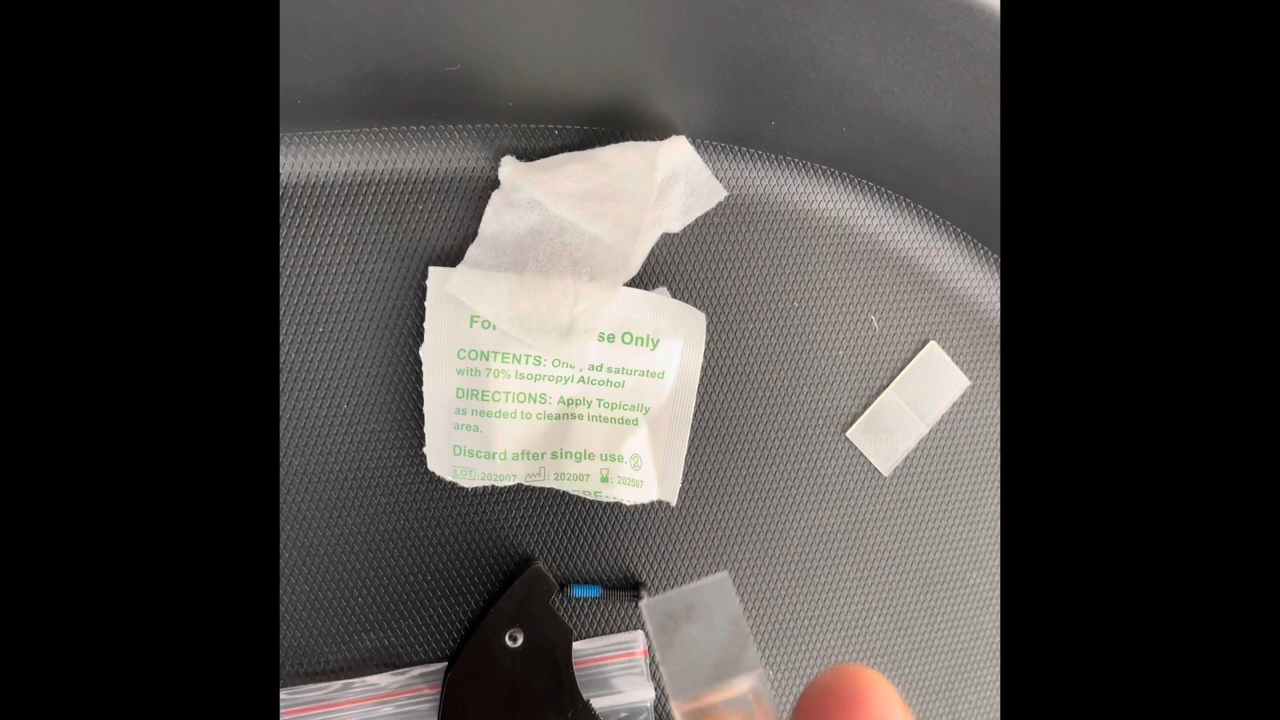 For se Only
CONTENTS: One ad saturated
with 70% Isopropyl Alcohol
DIRECTIONS: Apply Topically
as needed to cleanse intended
area.
Discard after single use.
LOT:202007 : 202007 : 202507